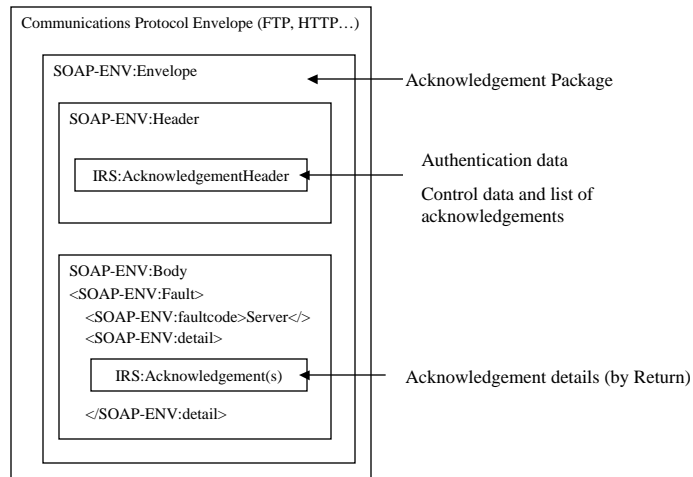 Communications Protocol Envelope (FTP, HTTP…)
SOAP-ENV:Envelope
Acknowledgement Package
SOAP-ENV:Header
IRS:AcknowledgementHeader
Authentication data
Control data and list of
acknowledgements
SOAP-ENV:Body
<SOAP-ENV:Fault>
<SOAP-ENV:faultcode>Server</>
<SOAP-ENV:detail>
IRS:Acknowledgement(s)
Acknowledgement details (by Return)
</SOAP-ENV:detail>